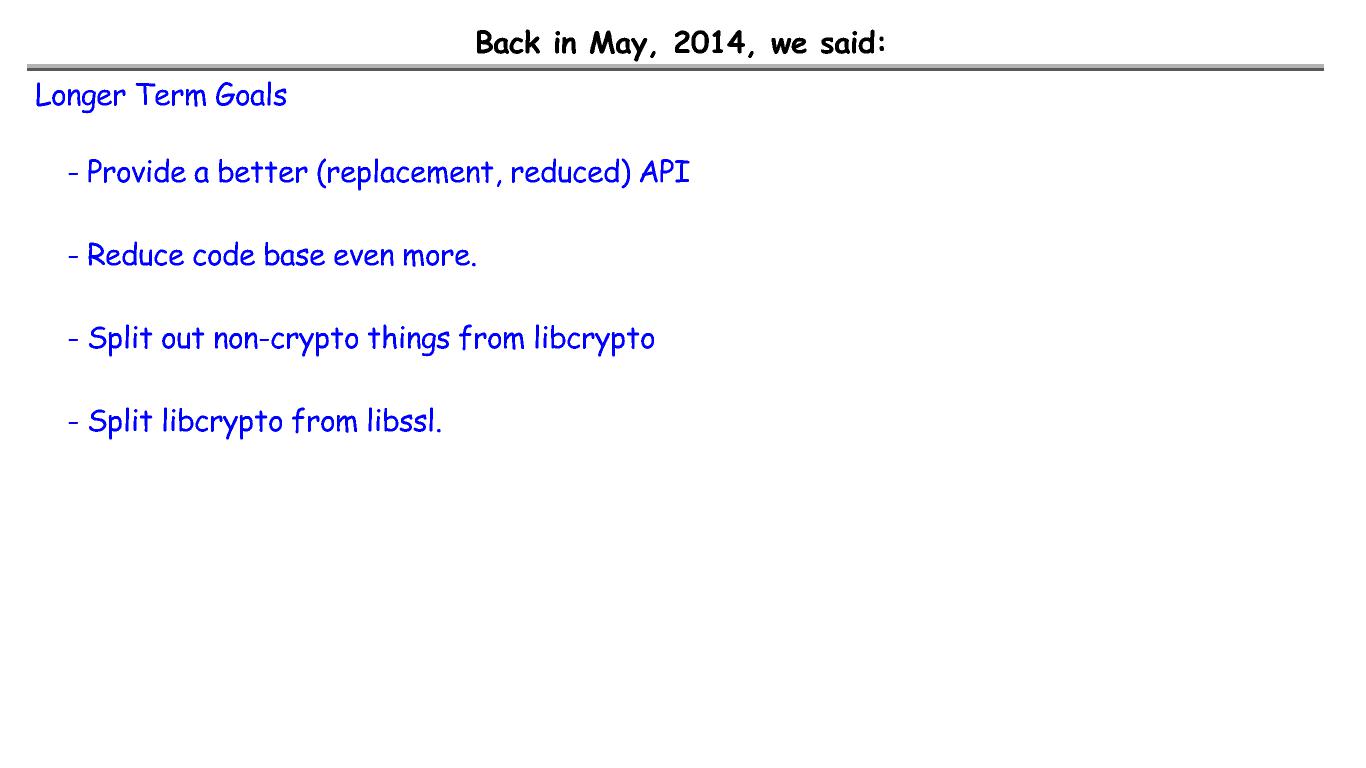 Back in May, 2014, we said:
Longer Term Goals
- Provide a better (replacement, reduced) API
- Reduce code base even more.
- Split out non-crypto things from libcrypto
- Split libcrypto from libssl.